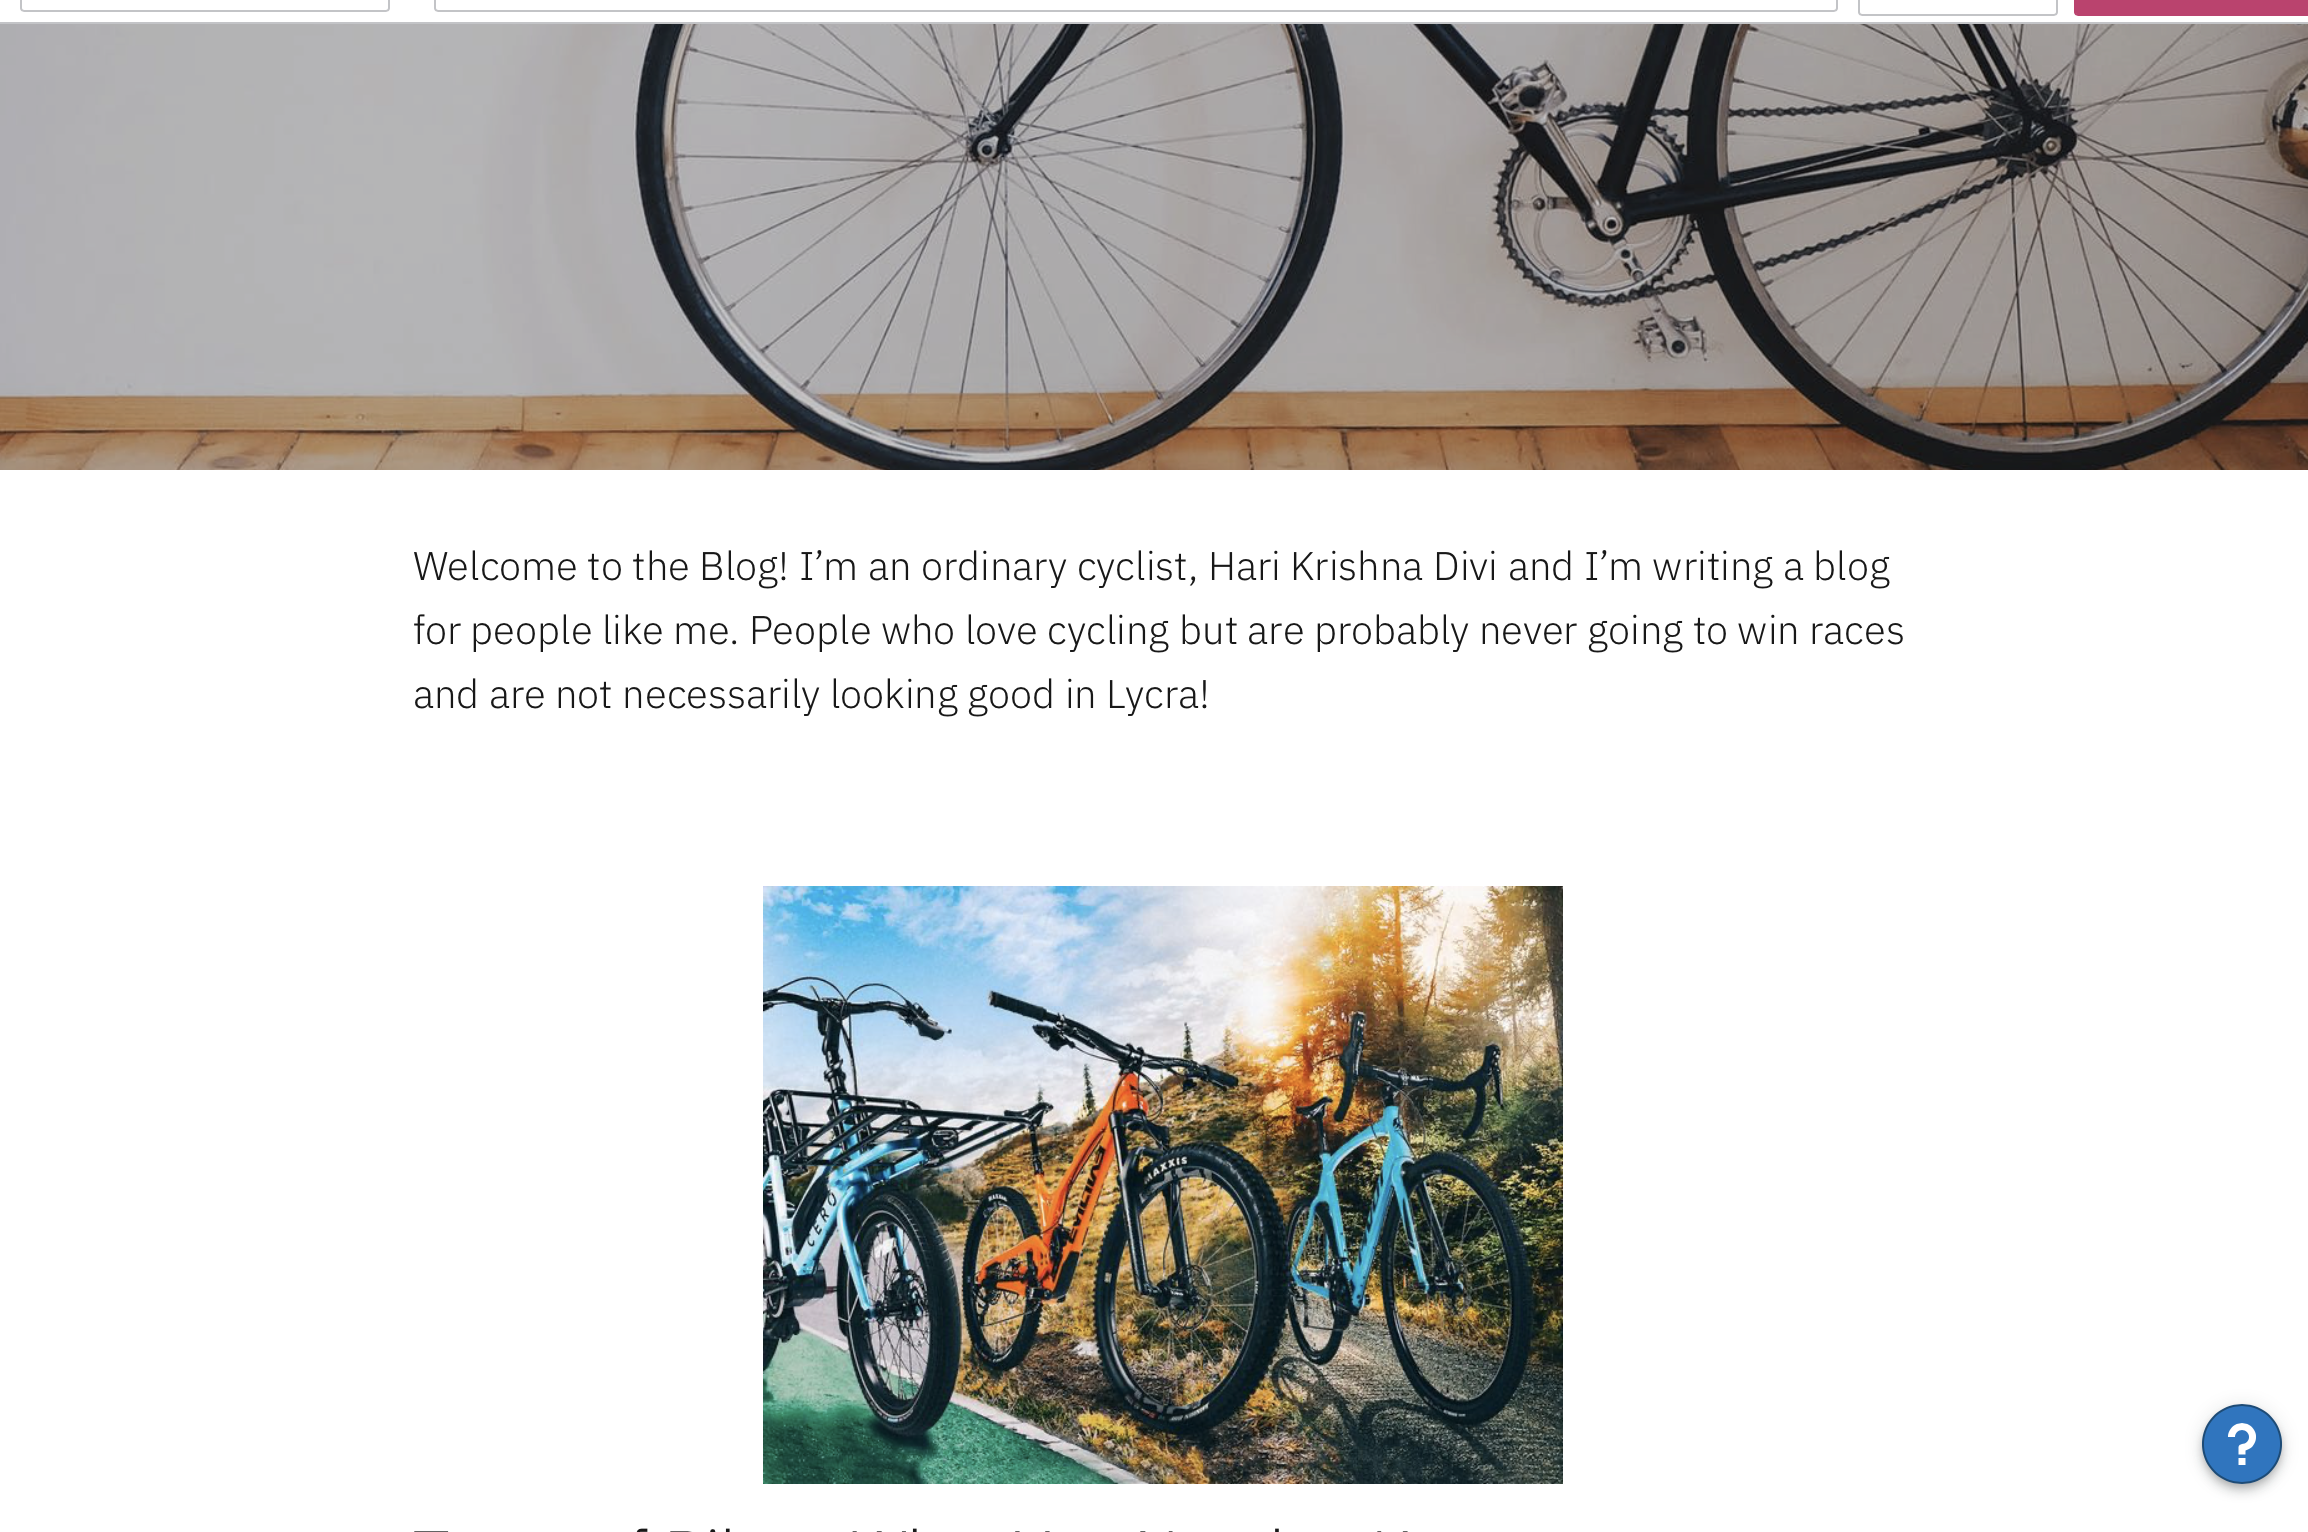 Welcome to the Blog! I’m an ordinary cyclist, Hari Krishna Divi and I’m writing a blog
for people like me. People who love cycling but are probably never going to win races
and are not necessarily looking good in Lycra!
MAXXIS
CERO
?